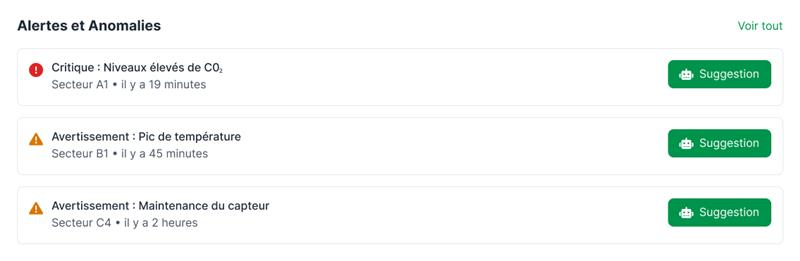 Alertes et Anomalies
Voir tout
Critique : Niveaux élevés de C0₂
Secteur A1 • il y a 19 minutes
Suggestion
Avertissement : Pic de température
Secteur B1 • il y a 45 minutes
Suggestion
Avertissement : Maintenance du capteur
Secteur C4 • il y a 2 heures
Suggestion